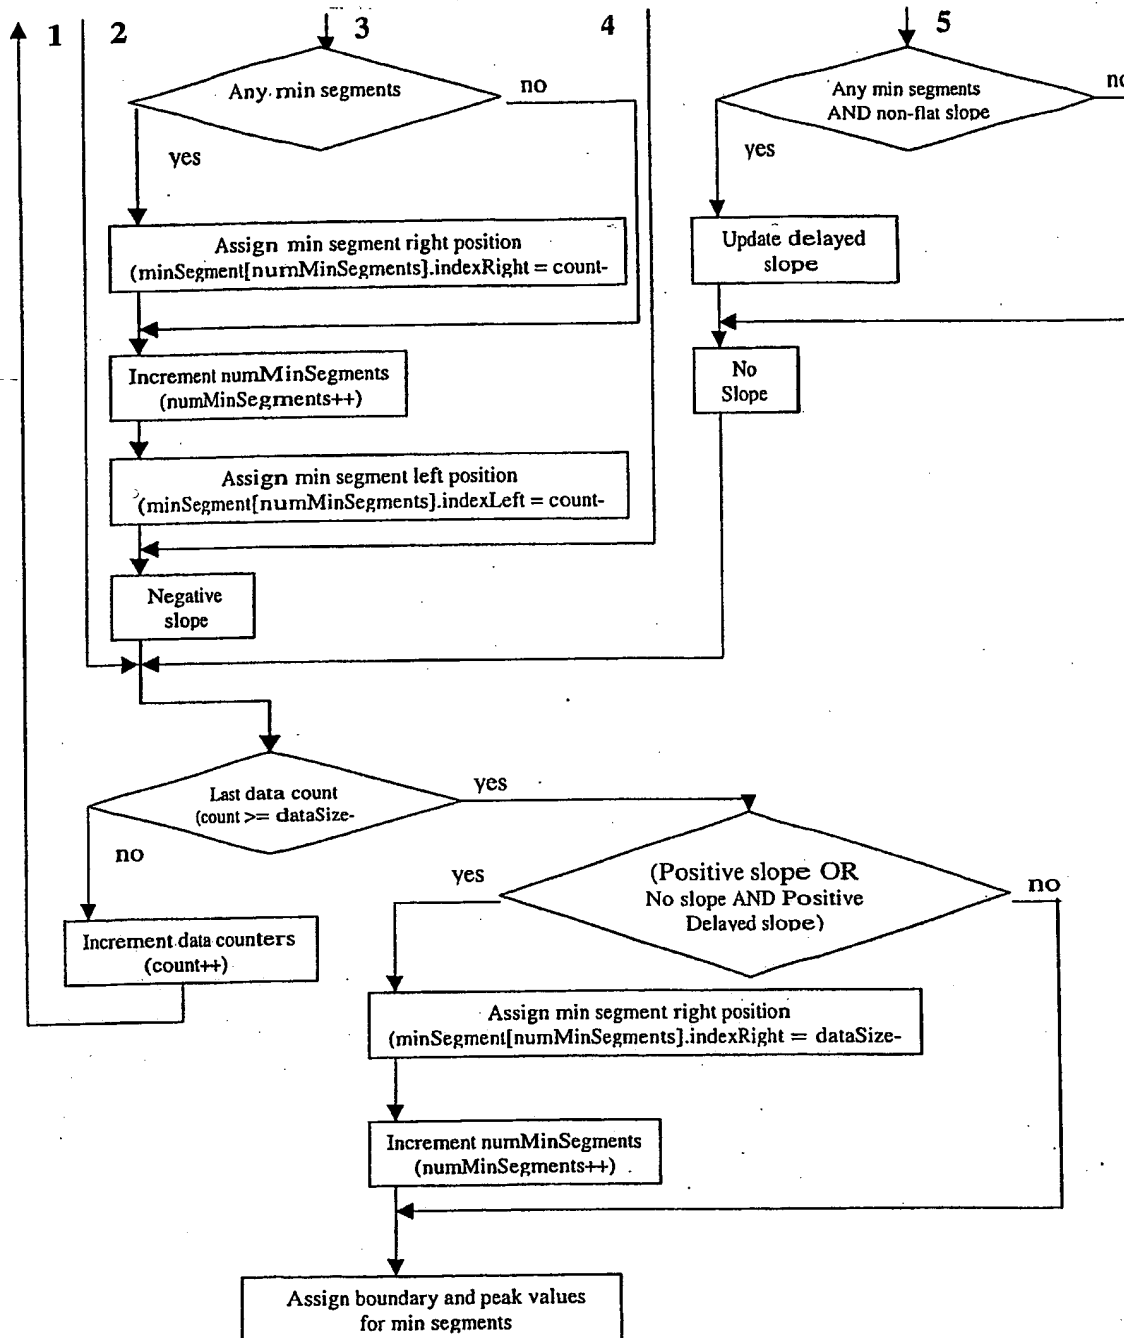 1 2 3 4 5
Any min segments
no
yes
Assign min segment right position
(minSegment[numMinSegments].indexRight = count-
Increment numMinSegments
(numMinSegments++)
Assign min segment left position
(minSegment[numMinSegments].indexLeft = count-
Negative
slope
Any min segments
AND non-flat slope
no
yes
Update delayed
slope
No
Slope
Last data count
(count >= dataSize-
yes
no
Increment data counters
(count++)
(Positive slope OR
No slope AND Positive
Delayed slope)
yes
no
Assign min segment right position
(minSegment[numMinSegments].indexRight = dataSize-
Increment numMinSegments
(numMinSegments++)
Assign boundary and peak values
for min segments